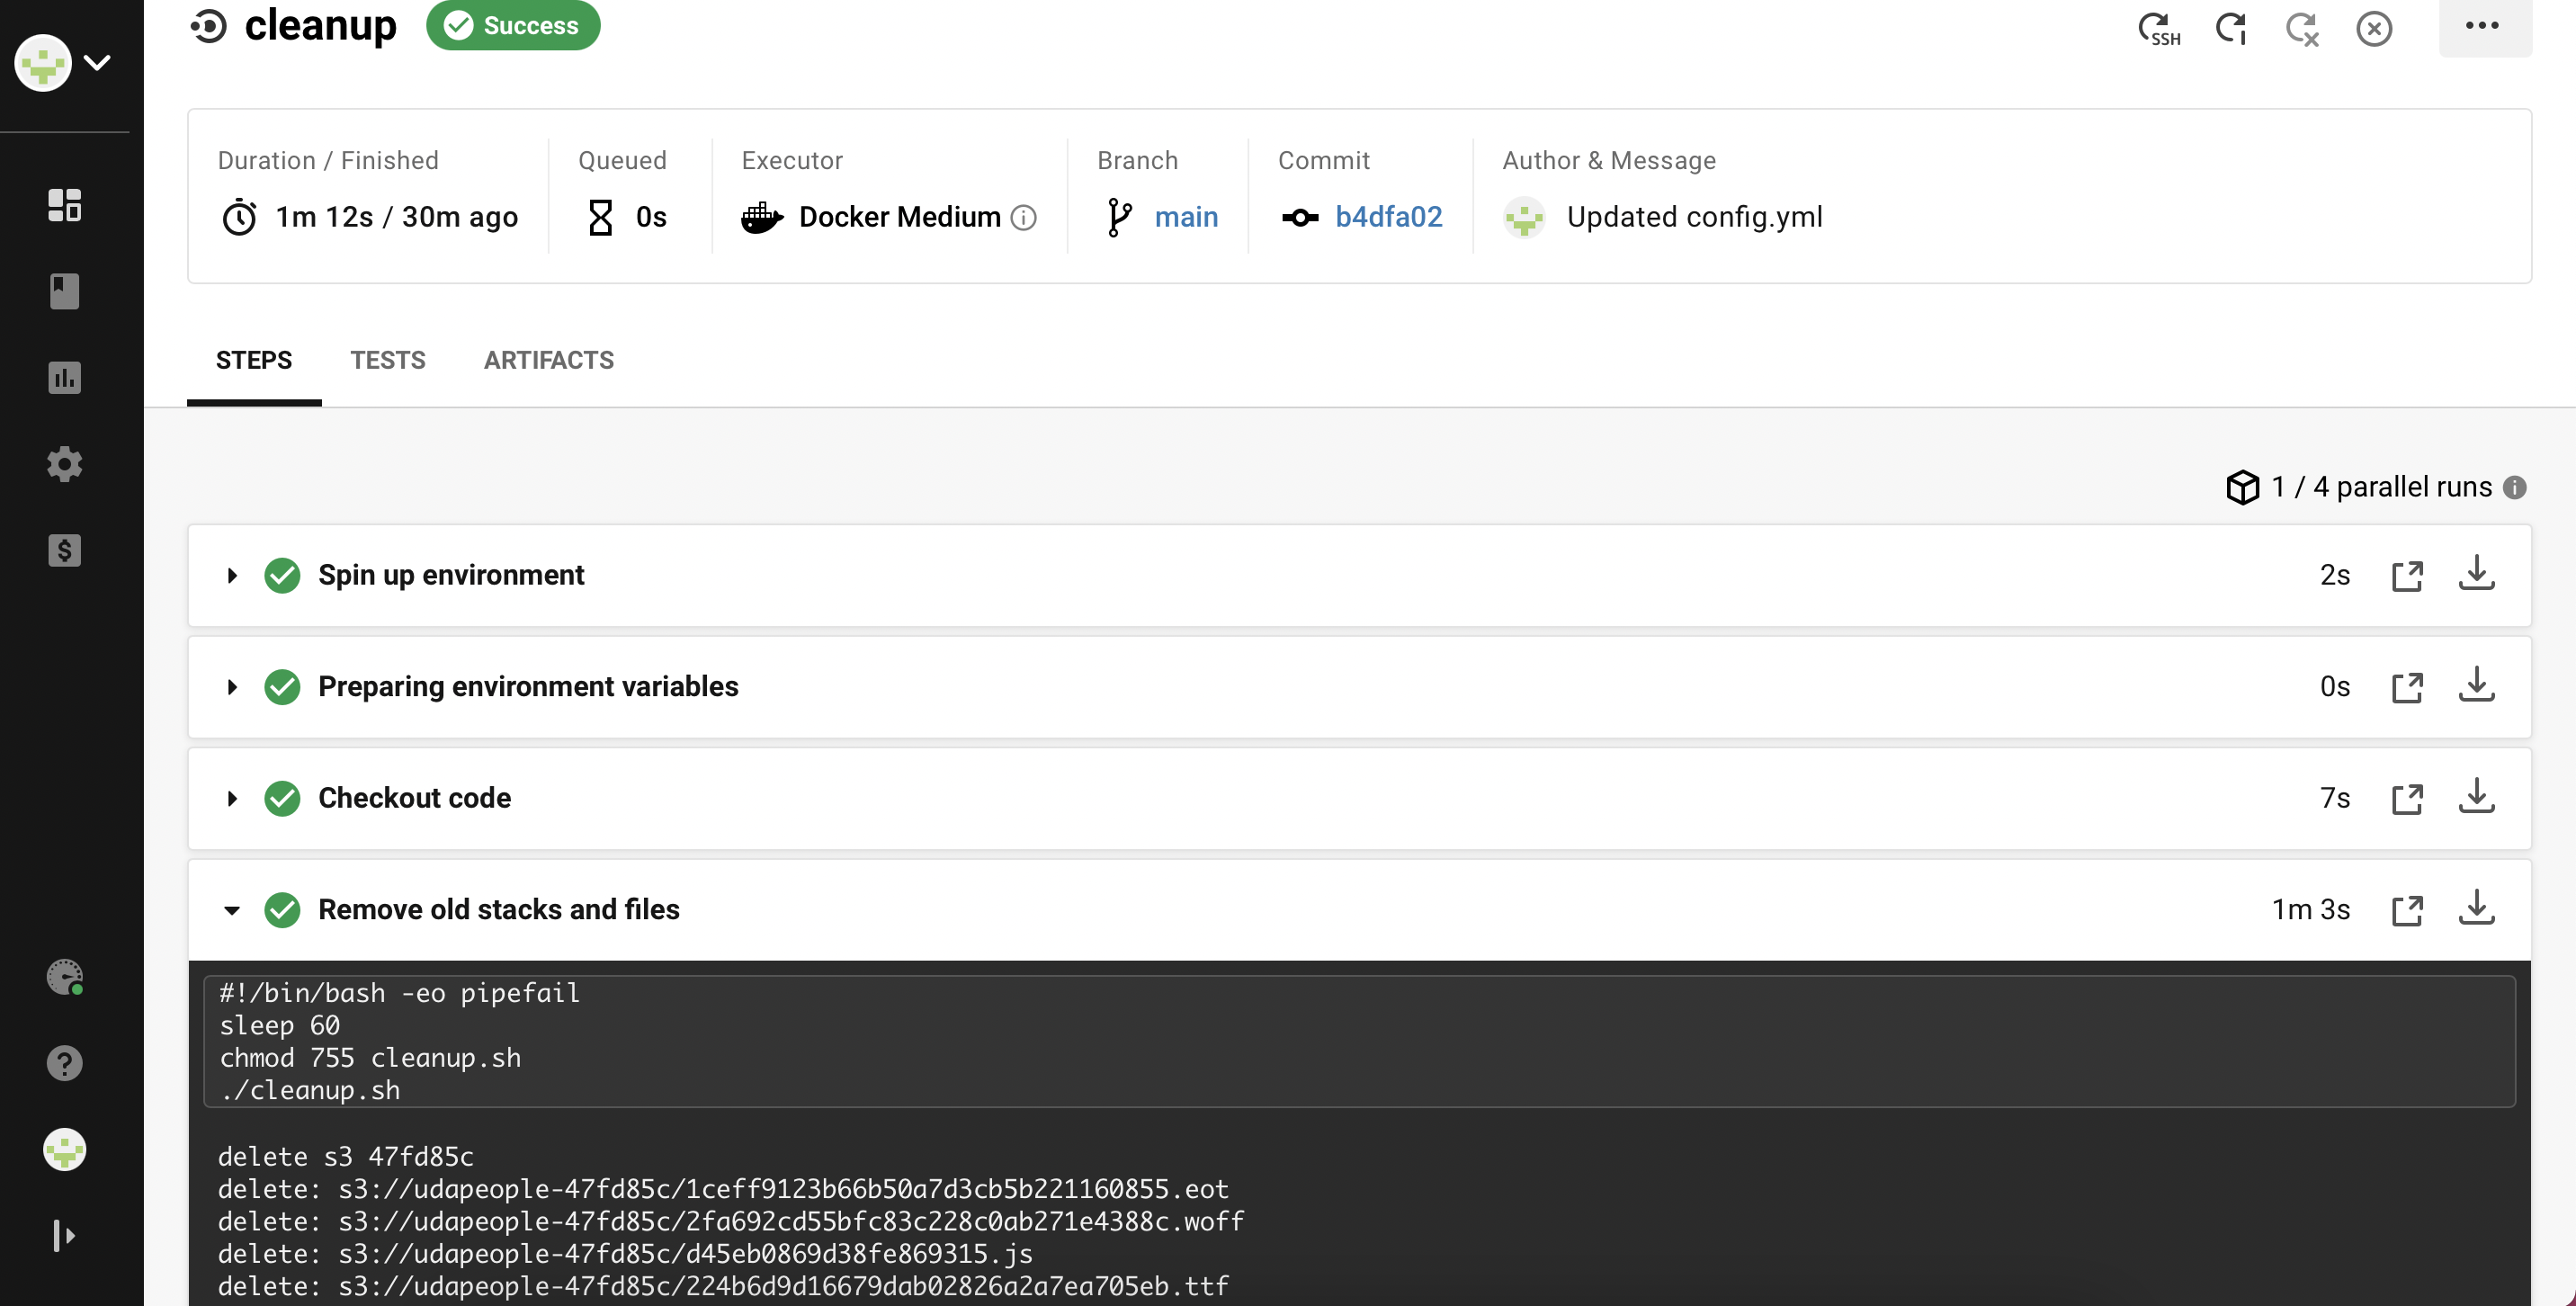 cleanup Success
SSH
Duration / Finished Queued Executor Branch Commit Author & Message
1m 12s / 30m ago 0s Docker Medium main b4dfa02 Updated config.yml
STEPS TESTS ARTIFACTS
1 / 4 parallel runs
Spin up environment 2s
Preparing environment variables 0s
Checkout code 7s
Remove old stacks and files 1m 3s
#!/bin/bash -eo pipefail
sleep 60
chmod 755 cleanup.sh
./cleanup.sh
delete s3 47fd85c
delete: s3://udapeople-47fd85c/1ceff9123b66b50a7d3cb5b221160855.eot
delete: s3://udapeople-47fd85c/2fa692cd55bfc83c228c0ab271e4388c.woff
delete: s3://udapeople-47fd85c/d45eb0869d38fe869315.js
delete: s3://udapeople-47fd85c/224b6d9d16679dab02826a2a7ea705eb.ttf